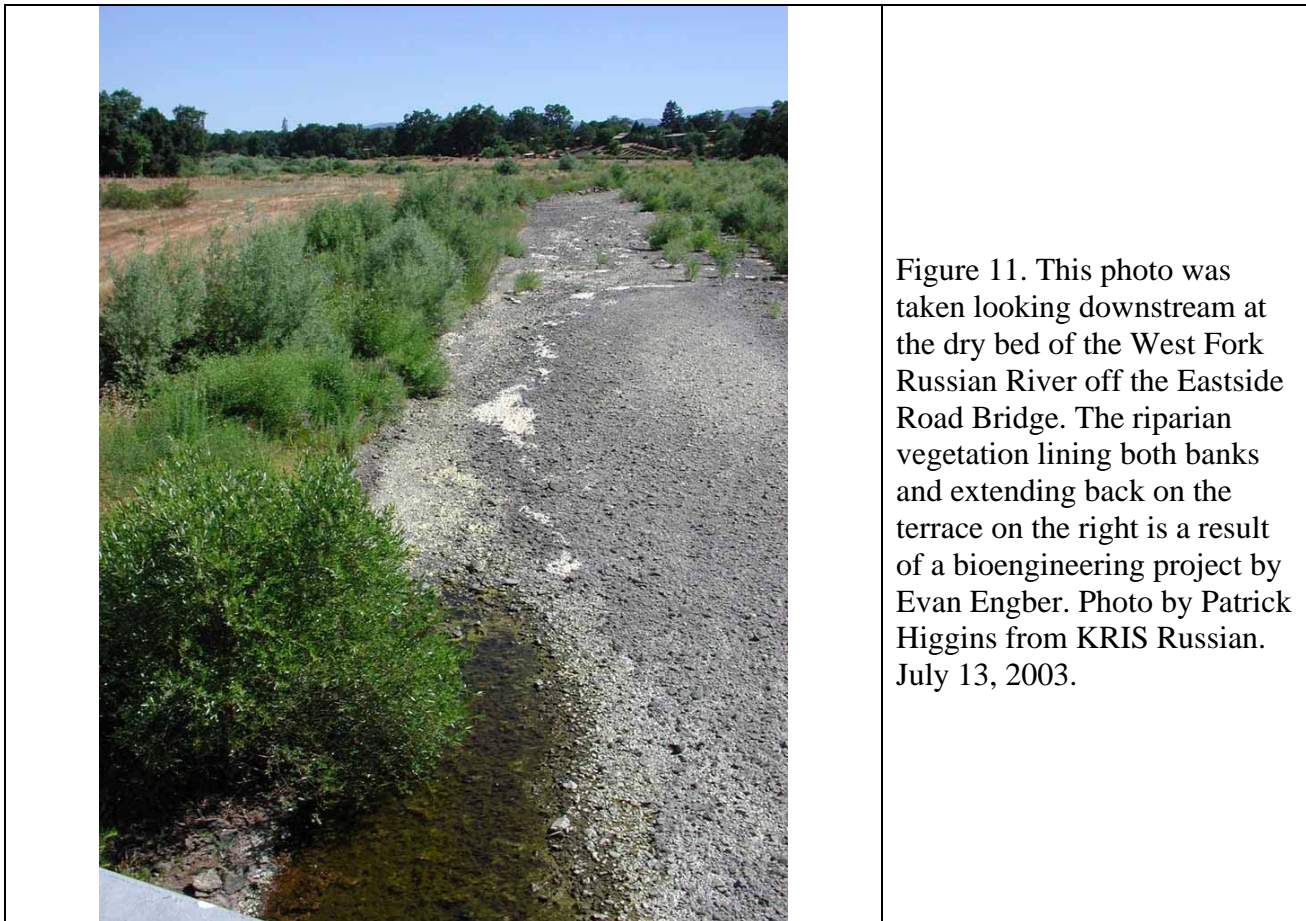 Figure 11. This photo was
taken looking downstream at
the dry bed of the West Fork
Russian River off the Eastside
Road Bridge. The riparian
vegetation lining both banks
and extending back on the
terrace on the right is a result
of a bioengineering project by
Evan Engber. Photo by Patrick
Higgins from KRIS Russian.
July 13, 2003.